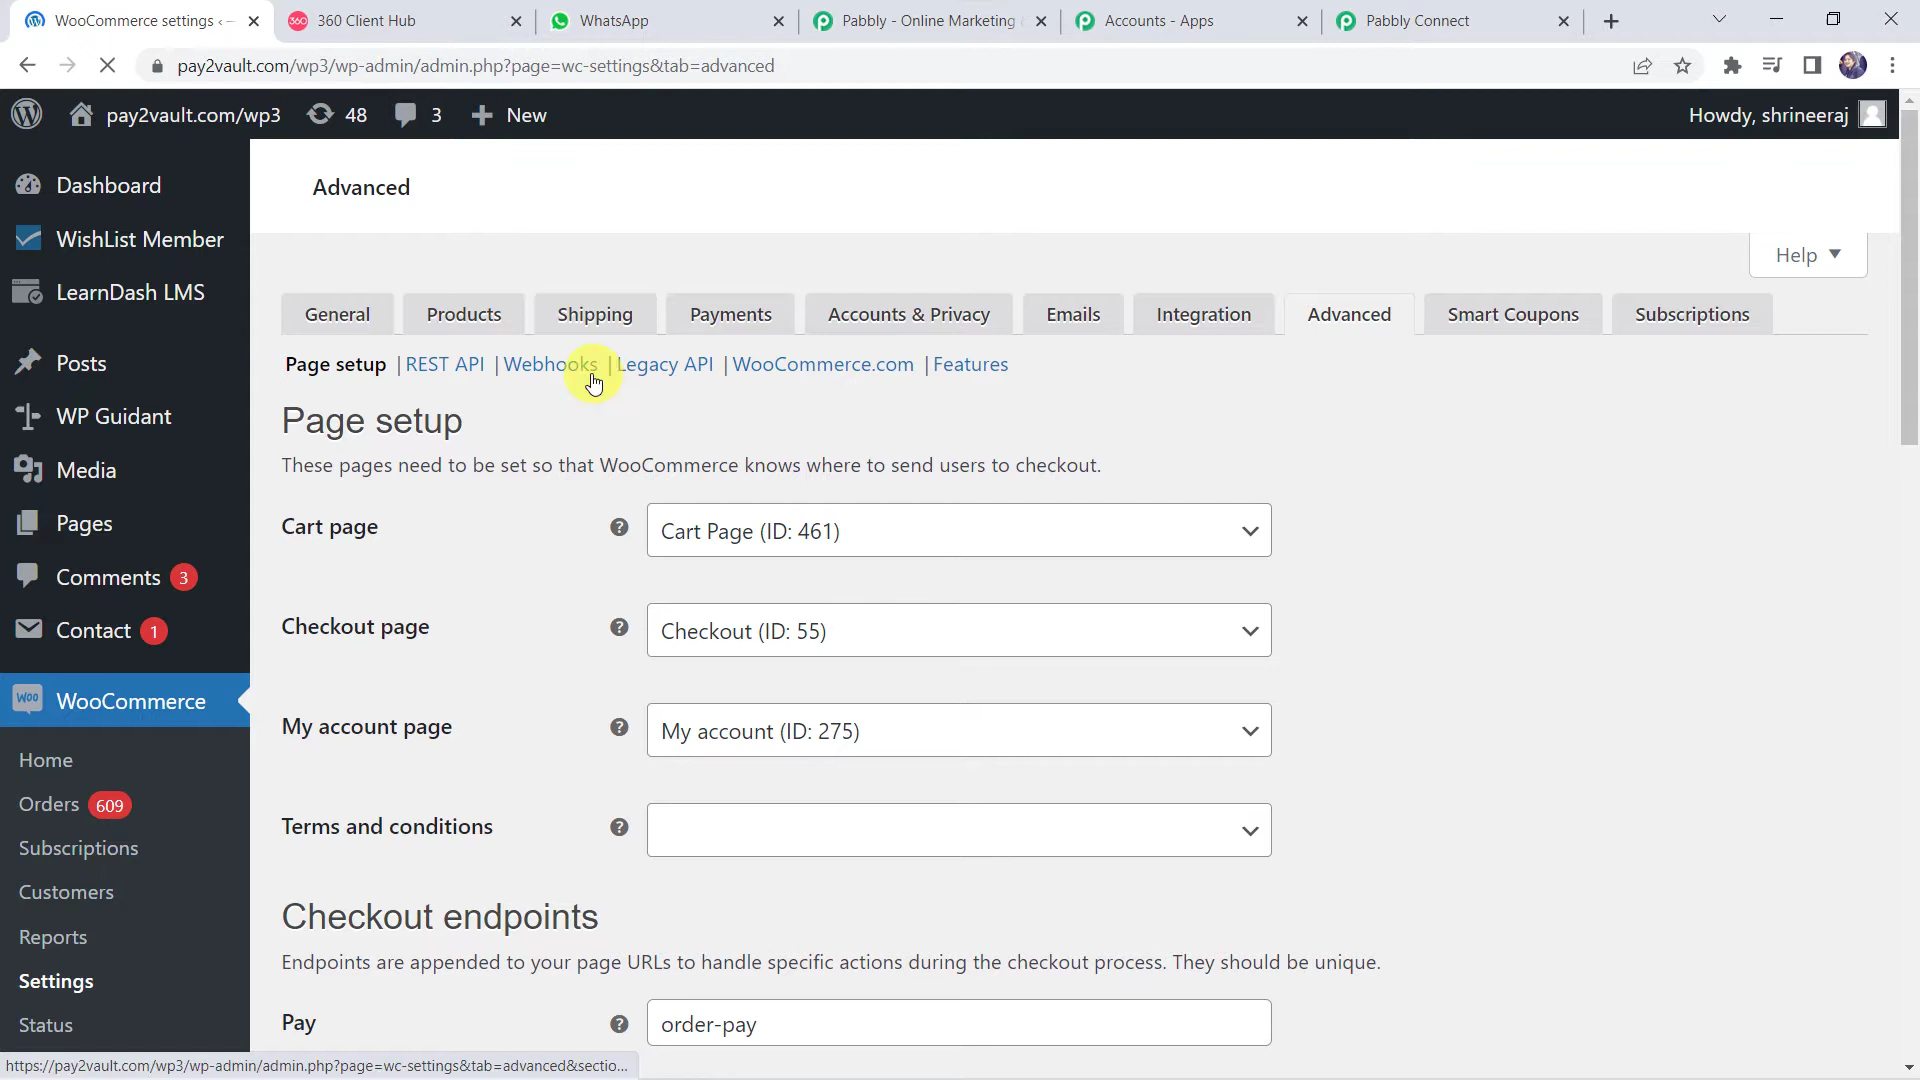 WooCommerce settings ‹ —
360 Client Hub
WhatsApp
Pabbly - Online Marketing
Accounts - Apps
Pabbly Connect
pay2vault.com/wp3/wp-admin/admin.php?page=wc-settings&tab=advanced
pay2vault.com/wp3 48 3 New
Howdy, shrineeraj
Dashboard
WishList Member
LearnDash LMS
Posts
WP Guidant
Media
Pages
Comments 3
Contact 1
Woo WooCommerce
Home
Orders 609
Subscriptions
Customers
Reports
Settings
Status
Advanced
Help
General Products Shipping Payments Accounts & Privacy Emails Integration Advanced Smart Coupons Subscriptions
Page setup | REST API | Webhooks | Legacy API | WooCommerce.com | Features
Page setup
These pages need to be set so that WooCommerce knows where to send users to checkout.
Cart page ? Cart Page (ID: 461)
Checkout page ? Checkout (ID: 55)
My account page ? My account (ID: 275)
Terms and conditions ?
Checkout endpoints
Endpoints are appended to your page URLs to handle specific actions during the checkout process. They should be unique.
Pay ? order-pay
https://pay2vault.com/wp3/wp-admin/admin.php?page=wc-settings&tab=advanced&sectio...